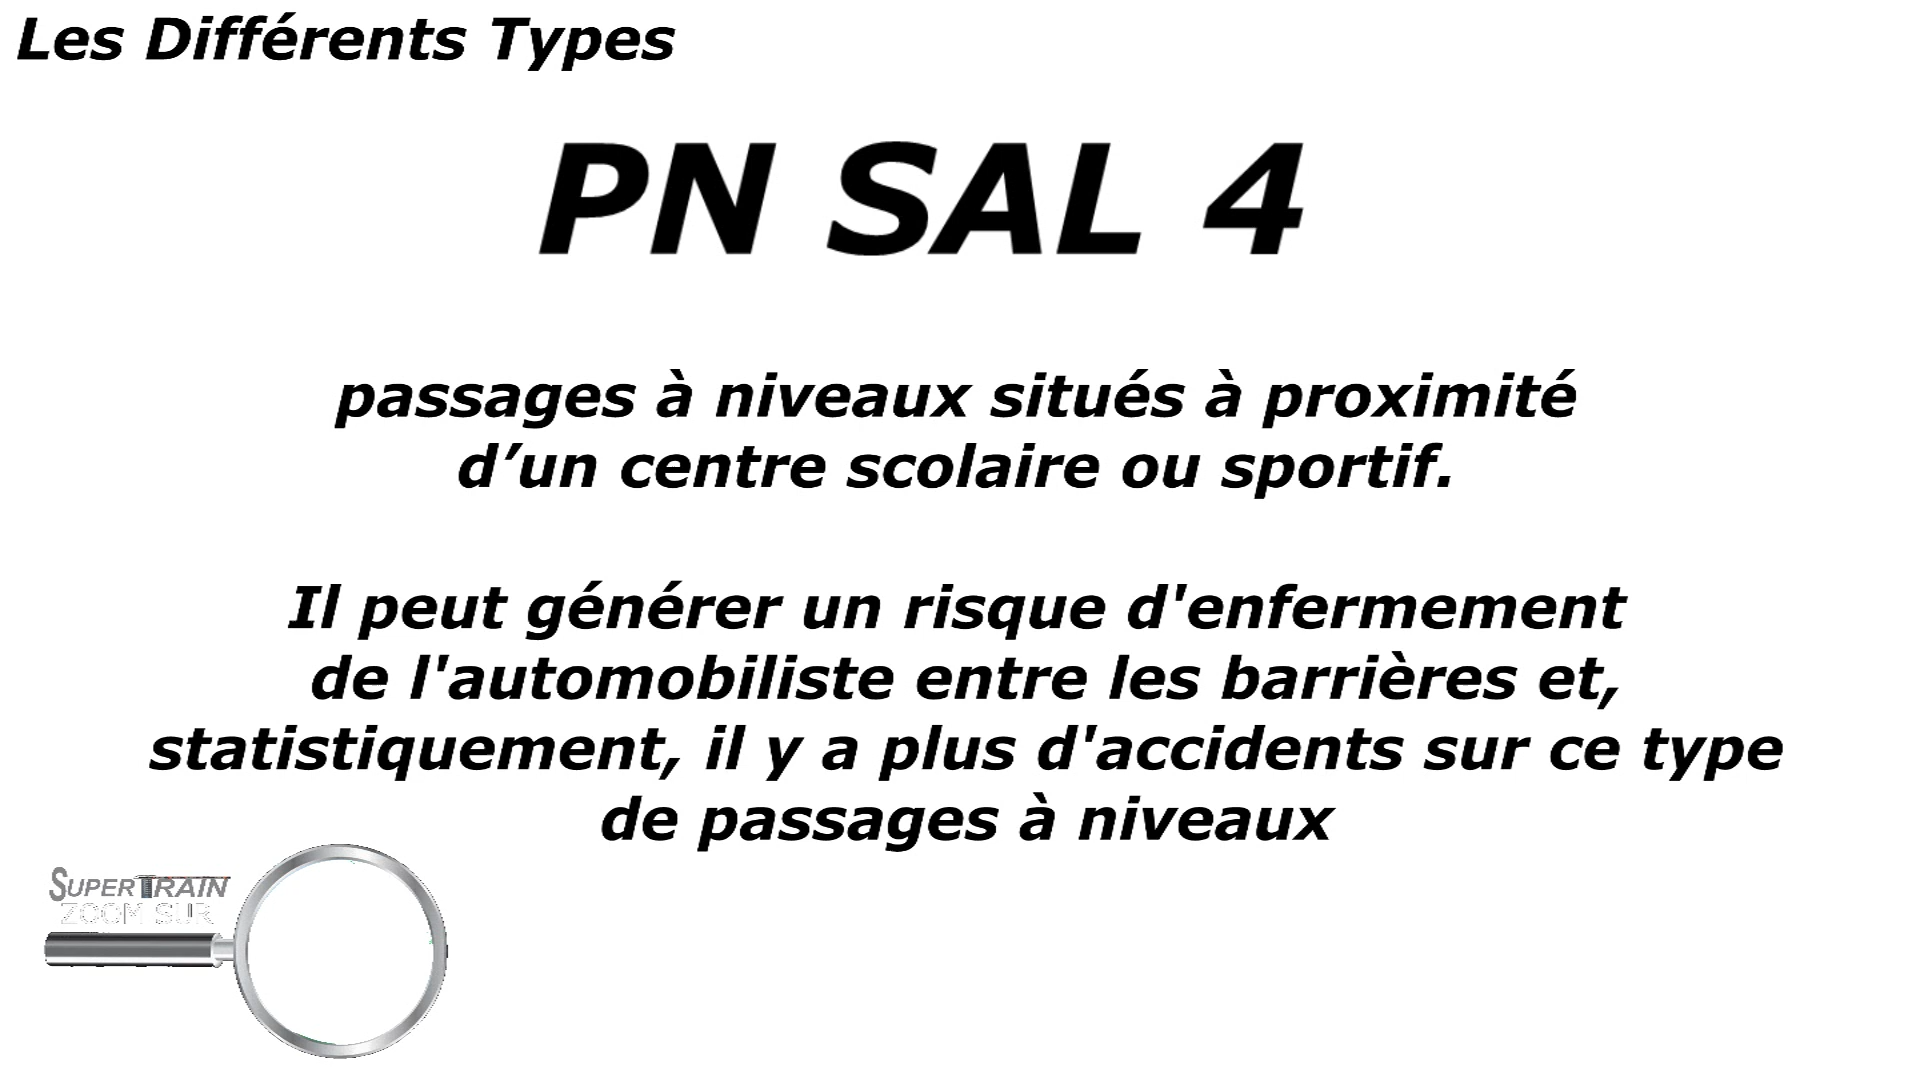 Les Différents Types
PN SAL 4
passages à niveaux situés à proximité
d’un centre scolaire ou sportif.
Il peut générer un risque d'enfermement
de l'automobiliste entre les barrières et,
statistiquement, il y a plus d'accidents sur ce type
de passages à niveaux
SUPERTRAIN
ZOOM SUR